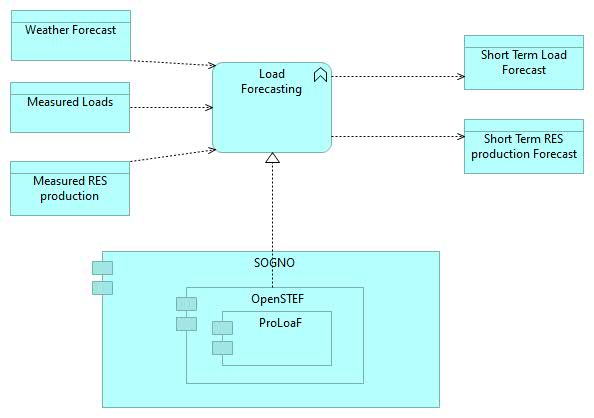 Weather Forecast
Measured Loads
Measured RES
production
Load
Forecasting
Short Term Load
Forecast
Short Term RES
production Forecast
SOGNO
OpenSTEF
ProLoaF